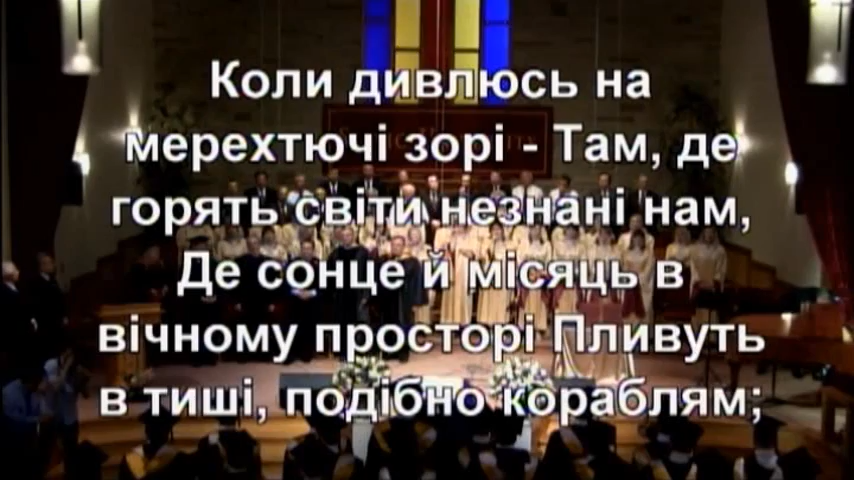 Коли дивлюсь на
мерехтючі зорі - Там, де
горять світи незнані нам,
Де сонце й місяць в
вічному просторі Пливуть
в тиші, подібно кораблям;